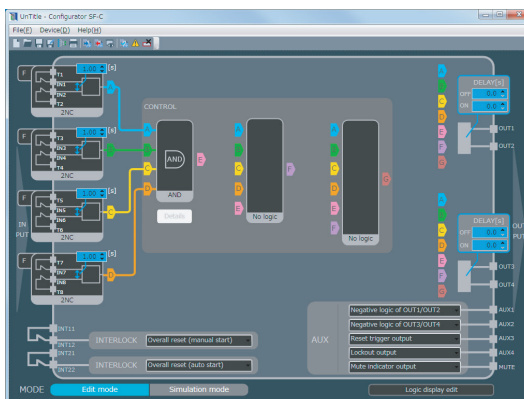 UnTitle - Configurator SF-C
File(F) Device(D) Help(H)
F T1 IN1 IN2 T2 1.00 [s] A 2NC
F T3 IN3 IN4 T4 1.00 [s] B 2NC
F T5 IN5 IN6 T6 1.00 [s] C 2NC
F T7 IN7 IN8 T8 1.00 [s] D 2NC
IN
PUT
CONTROL
A B C D AND E
AND
Details
A B C D E F
No logic
A B C D E F G
No logic
A B C D E F G
DELAY[s]
OFF 0.0
ON 0.0
OUT1
OUT2
A B C D E F G
DELAY[s]
OFF 0.0
ON 0.0
OUT3
OUT4
OUT
PUT
INT11
INT12
INTERLOCK Overall reset (manual start)
INT21
INT22
INTERLOCK Overall reset (auto start)
AUX
Negative logic of OUT1/OUT2 AUX1
Negative logic of OUT3/OUT4 AUX2
Reset trigger output AUX3
Lockout output AUX4
Mute indicator output MUTE
MODE Edit mode Simulation mode Logic display edit